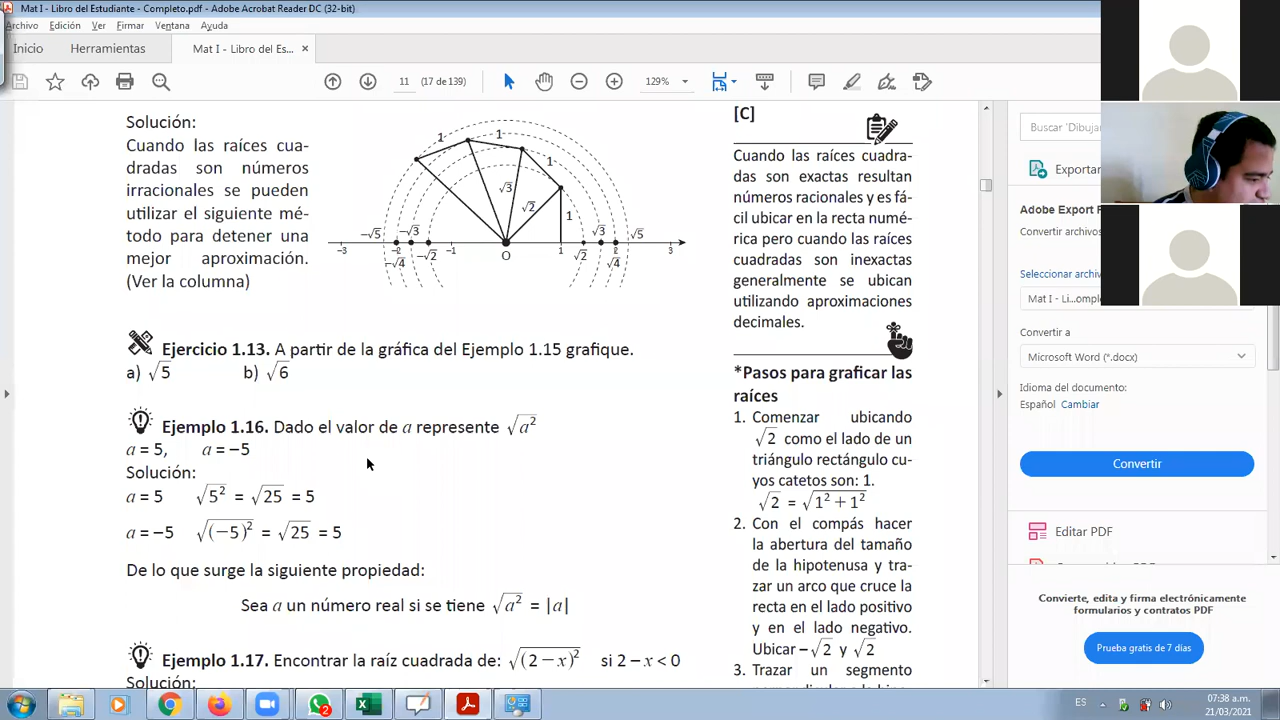 Mat I - Libro del Estudiante - Completo.pdf - Adobe Acrobat Reader DC (32-bit)
Archivo Edición Ver Firmar Ventana Ayuda
Inicio Herramientas Mat I - Libro del Es... ×
11 (17 de 139) 129%
Solución:
Cuando las raíces cua-
dradas son números
irracionales se pueden
utilizar el siguiente mé-
todo para detener una
mejor aproximación.
(Ver la columna)
1 1 1 1
√3 √2
−√5 −√3 √3 √5
−3 −2 −1 1 2 3
−√4 −√2 O √2 √4
Ejercicio 1.13. A partir de la gráfica del Ejemplo 1.15 grafique.
a) √5 b) √6
Ejemplo 1.16. Dado el valor de a represente √a²
a = 5, a = −5
Solución:
a = 5 √5² = √25 = 5
a = −5 √(−5)² = √25 = 5
De lo que surge la siguiente propiedad:
Sea a un número real si se tiene √a² = |a|
Ejemplo 1.17. Encontrar la raíz cuadrada de: √(2 − x)² si 2 − x < 0
Solución:
[C]
Cuando las raíces cuadra-
das son exactas resultan
números racionales y es fá-
cil ubicar en la recta numé-
rica pero cuando las raíces
cuadradas son inexactas
generalmente se ubican
utilizando aproximaciones
decimales.
*Pasos para graficar las
raíces
1. Comenzar ubicando
√2 como el lado de un
triángulo rectángulo cu-
yos catetos son: 1.
√2 = √1² + 1²
2. Con el compás hacer
la abertura del tamaño
de la hipotenusa y tra-
zar un arco que cruce la
recta en el lado positivo
y en el lado negativo.
Ubicar −√2 y √2
3. Trazar un segmento
Buscar 'Dibuj
Exportar
Adobe Export
Convertir archivos
Seleccionar archiv
Mat I - Li...omple
Convertir a
Microsoft Word (*.docx)
Idioma del documento:
Español Cambiar
Convertir
Editar PDF
Convierte, edita y firma electrónicamente
formularios y contratos PDF
Prueba gratis de 7 días
2
ES 07:38 a.m.
21/03/2021